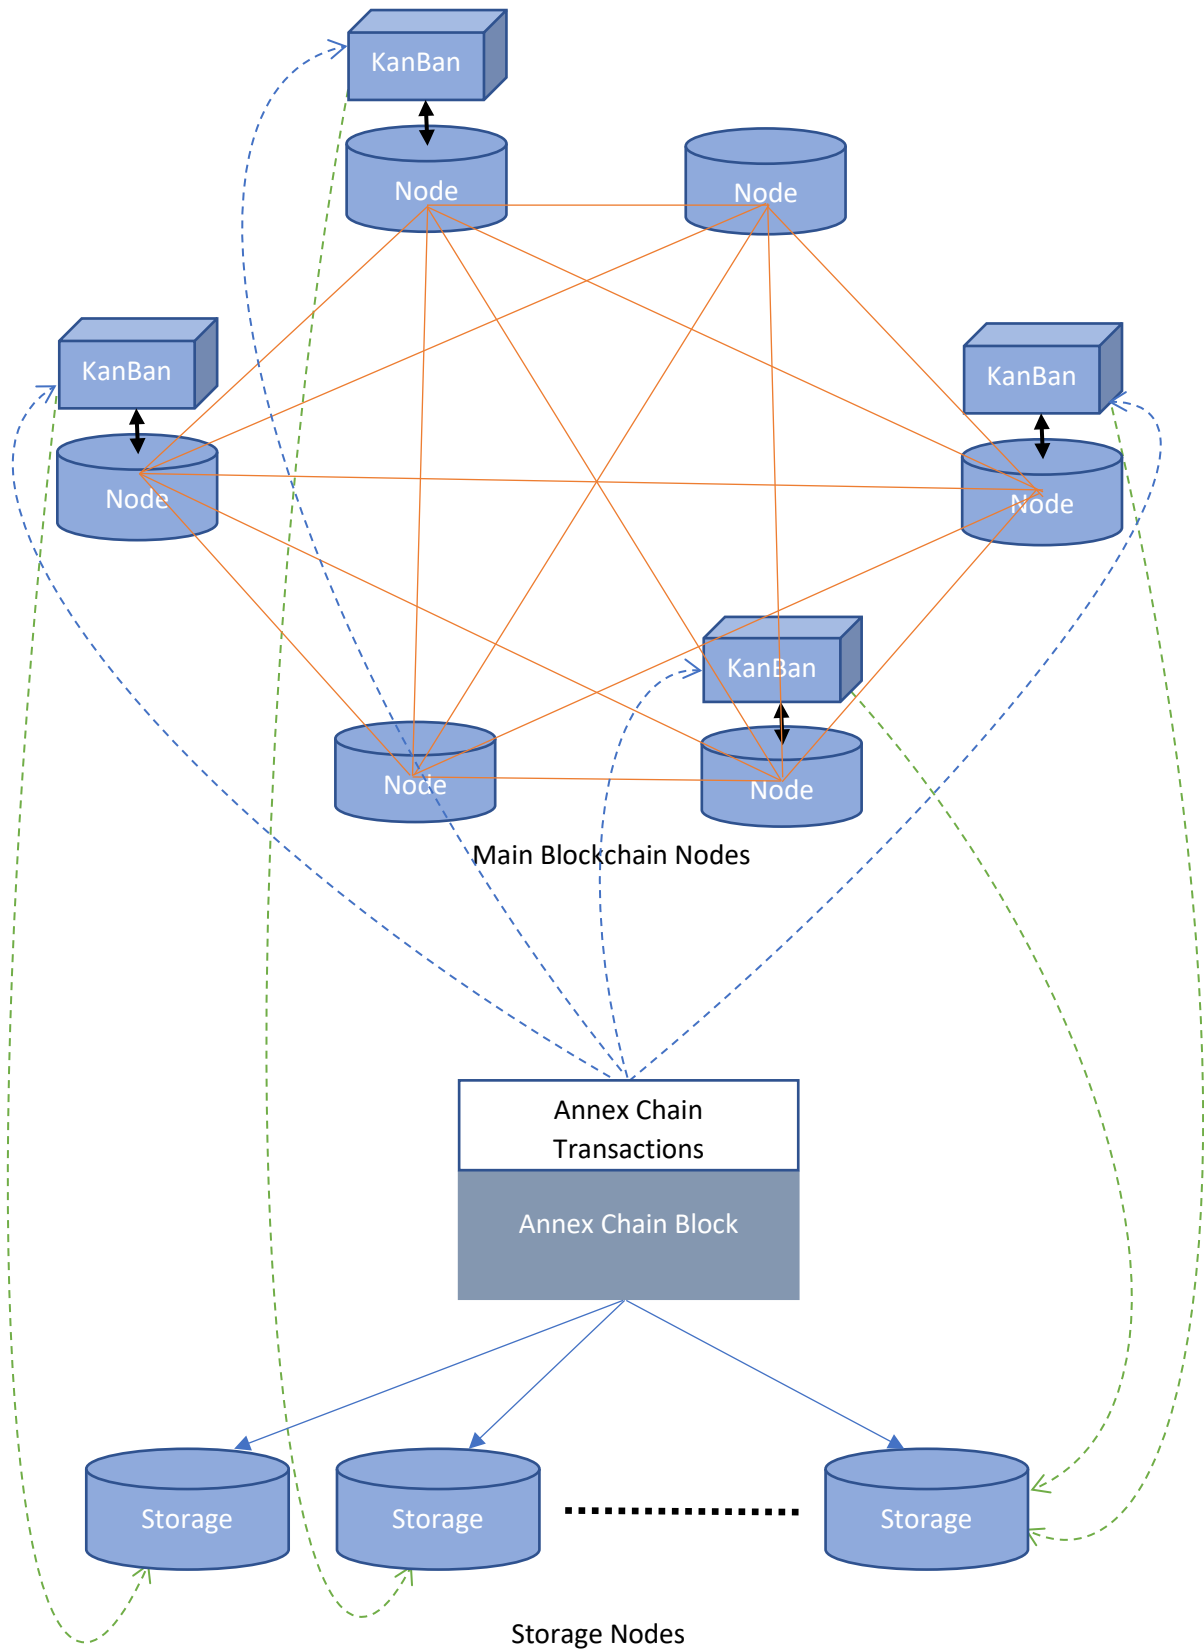 KanBan
Node
Node
KanBan
KanBan
Node
Node
KanBan
Node
Node
Main Blockchain Nodes
Annex Chain
Transactions
Annex Chain Block
Storage
Storage
Storage
Storage Nodes